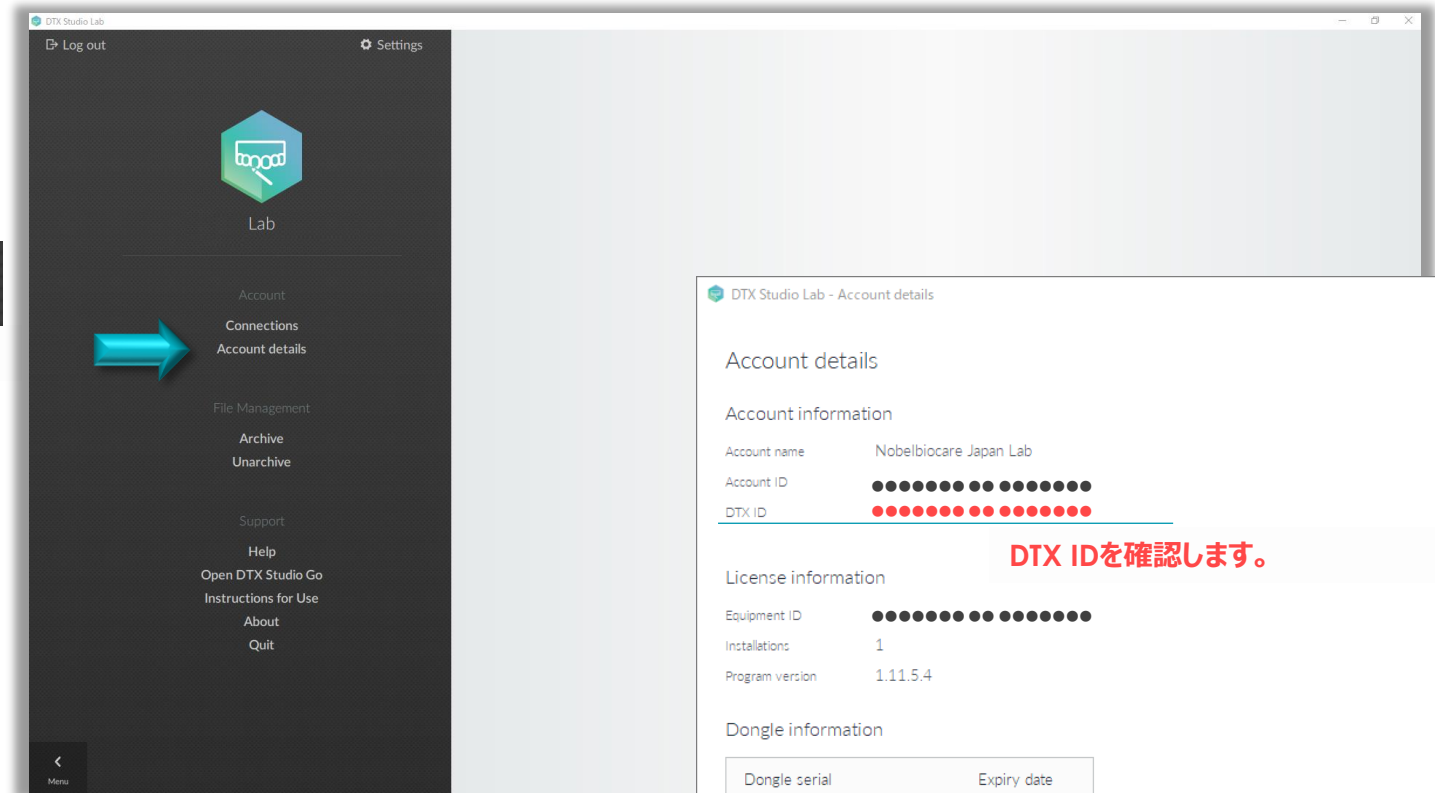 DTX Studio Lab
Log out
Settings
Lab
Account
Connections
Account details
File Management
Archive
Unarchive
Support
Help
Open DTX Studio Go
Instructions for Use
About
Quit
Menu
DTX Studio Lab - Account details
Account details
Account information
Account name Nobelbiocare Japan Lab
Account ID ●●●●●●● ●● ●●●●●●●
DTX ID ●●●●●●● ●● ●●●●●●●
DTX IDを確認します。
License information
Equipment ID ●●●●●●● ●● ●●●●●●●
Installations 1
Program version 1.11.5.4
Dongle information
Dongle serial Expiry date